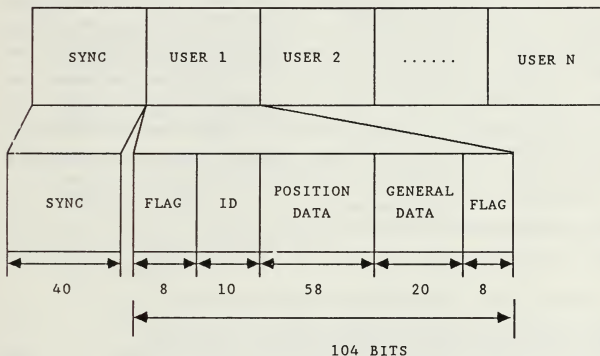 SYNC USER 1 USER 2 ...... USER N
SYNC FLAG ID POSITION DATA GENERAL DATA FLAG
40 8 10 58 20 8
104 BITS